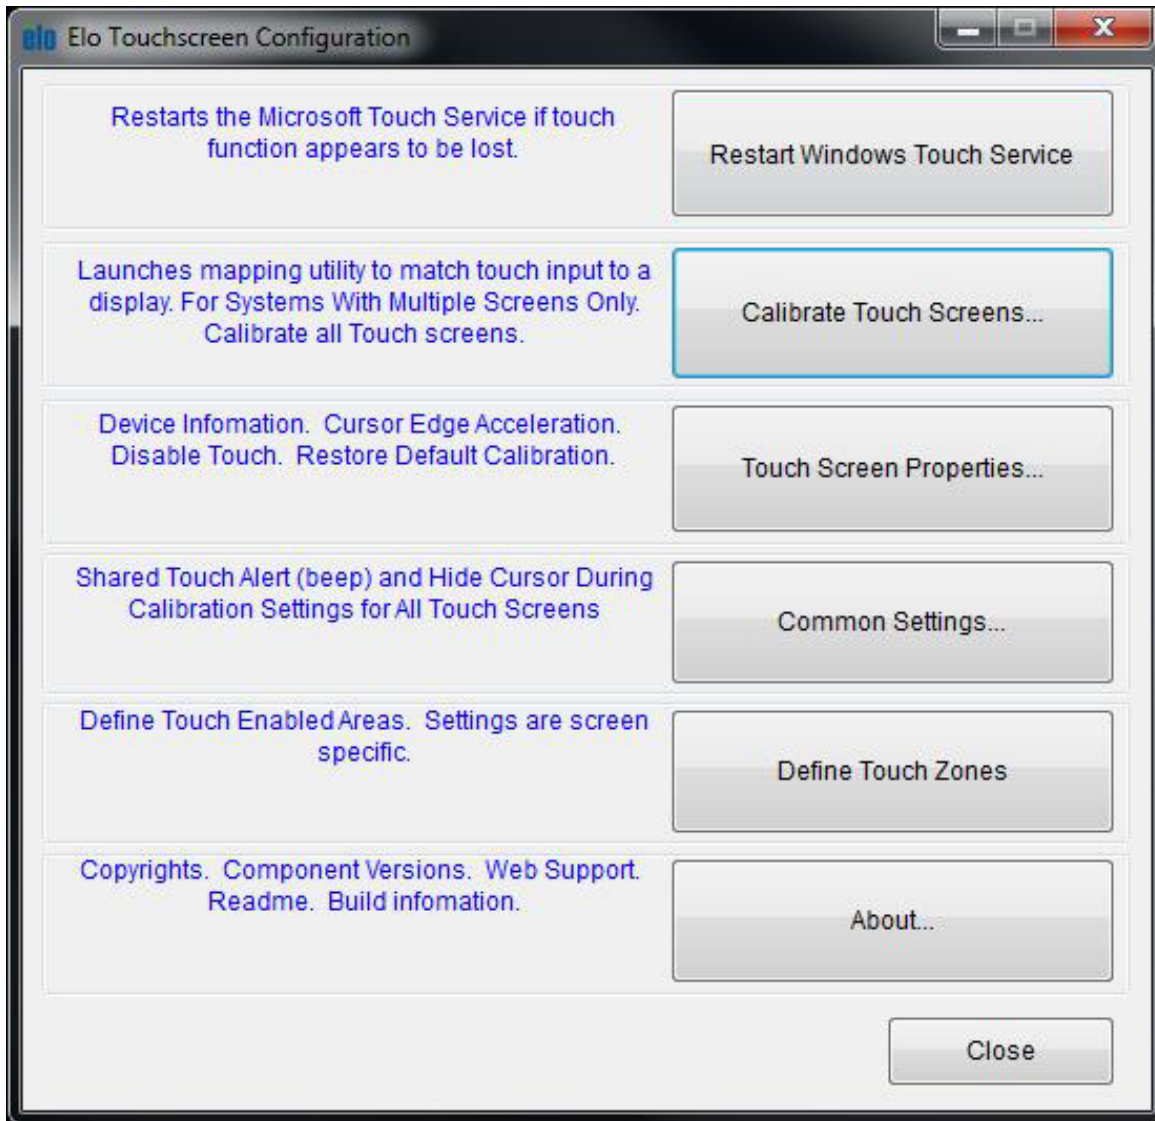 elo Elo Touchscreen Configuration
Restarts the Microsoft Touch Service if touch
function appears to be lost.
Restart Windows Touch Service
Launches mapping utility to match touch input to a
display. For Systems With Multiple Screens Only.
Calibrate all Touch screens.
Calibrate Touch Screens...
Device Infomation.  Cursor Edge Acceleration.
Disable Touch.  Restore Default Calibration.
Touch Screen Properties...
Shared Touch Alert (beep) and Hide Cursor During
Calibration Settings for All Touch Screens
Common Settings...
Define Touch Enabled Areas.  Settings are screen
specific.
Define Touch Zones
Copyrights.  Component Versions.  Web Support.
Readme.  Build infomation.
About...
Close